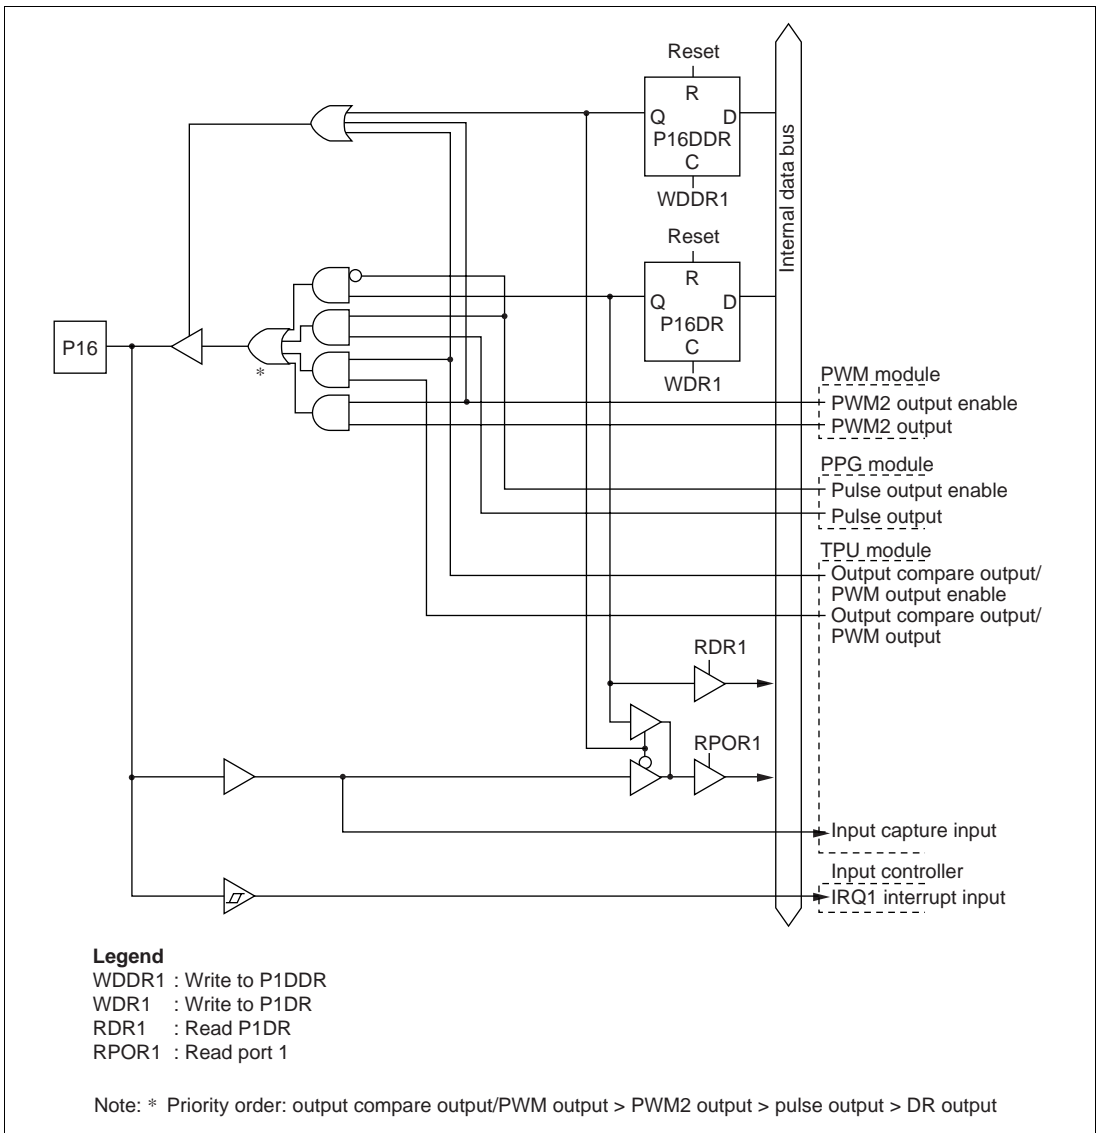 Reset
R
Q D
P16DDR
C
WDDR1
Internal data bus
Reset
R
Q D
P16DR
C
WDR1
P16
*
PWM module
PWM2 output enable
PWM2 output
PPG module
Pulse output enable
Pulse output
TPU module
Output compare output/
PWM output enable
Output compare output/
PWM output
RDR1
RPOR1
Input capture input
Input controller
IRQ1 interrupt input
Legend
WDDR1 : Write to P1DDR
WDR1 : Write to P1DR
RDR1 : Read P1DR
RPOR1 : Read port 1
Note: * Priority order: output compare output/PWM output > PWM2 output > pulse output > DR output